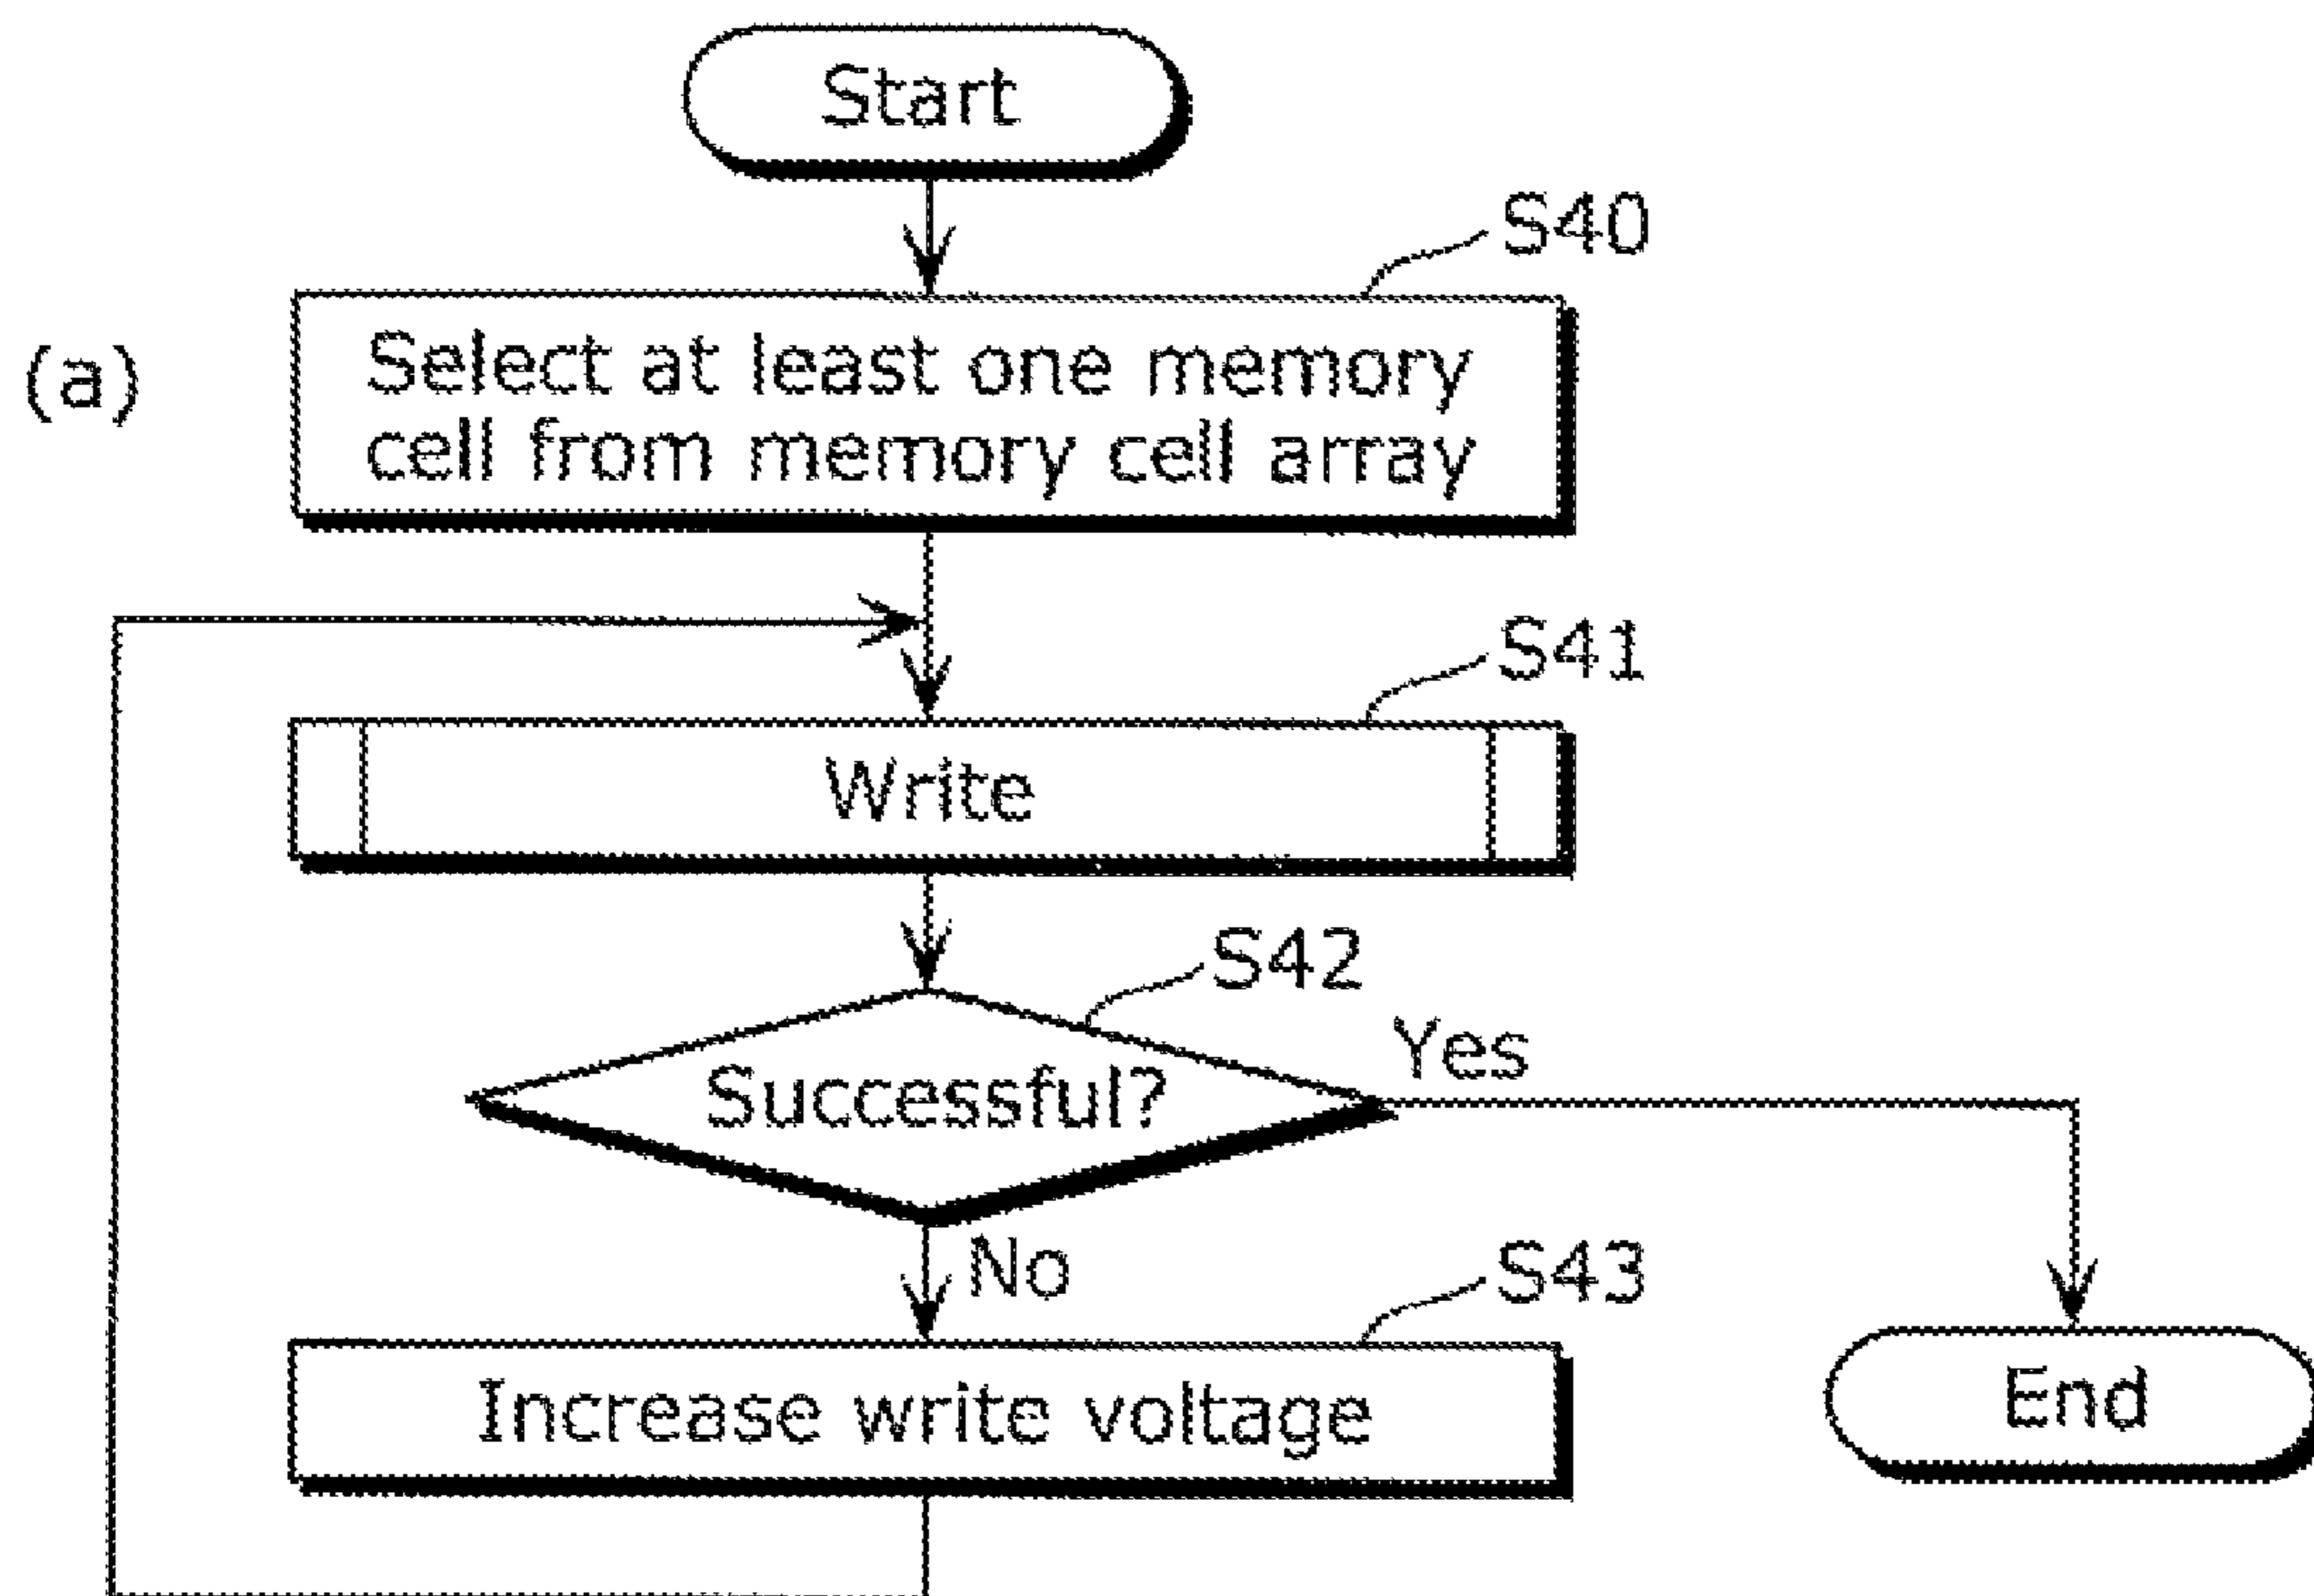 Start
S40
(a)
Select at least one memory
cell from memory cell array
S41
Write
S42
Yes
Successful?
No
S43
Increase write voltage
End